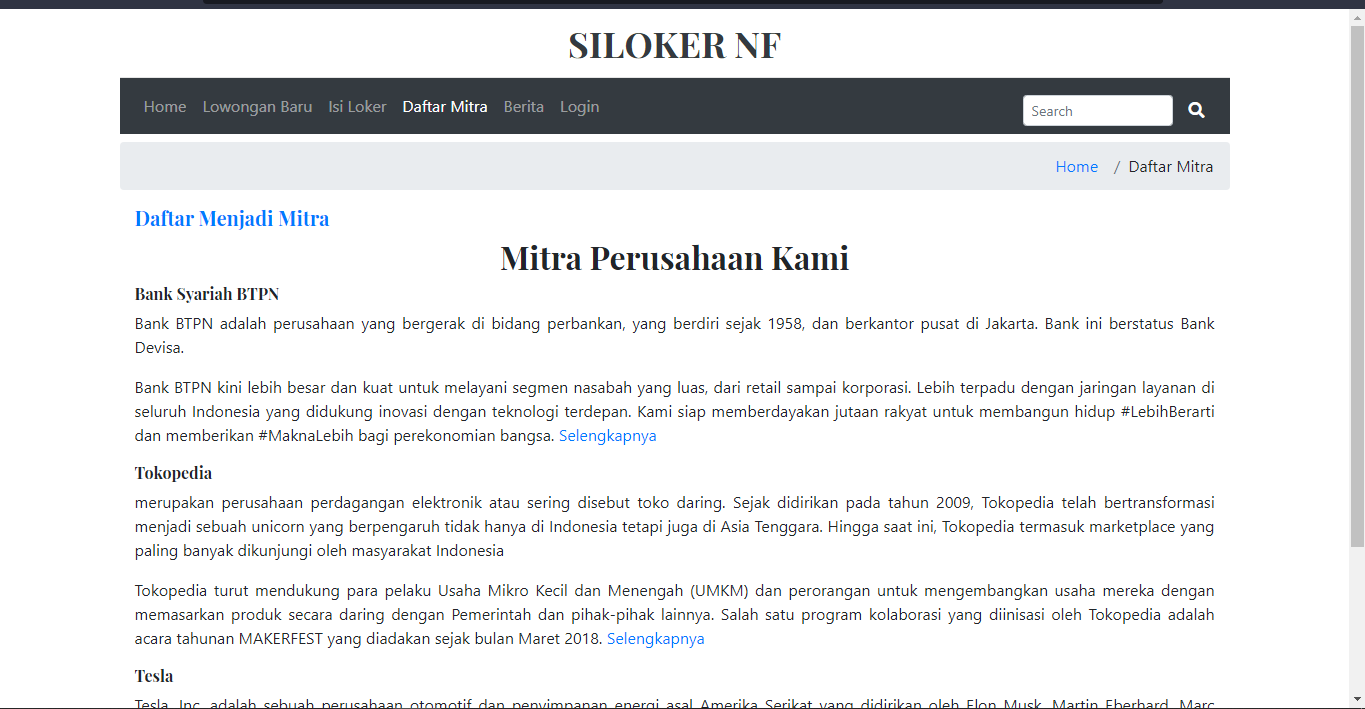 SILOKER NF
Home Lowongan Baru Isi Loker Daftar Mitra Berita Login Search
Home / Daftar Mitra
Daftar Menjadi Mitra
Mitra Perusahaan Kami
Bank Syariah BTPN
Bank BTPN adalah perusahaan yang bergerak di bidang perbankan, yang berdiri sejak 1958, dan berkantor pusat di Jakarta. Bank ini berstatus Bank
Devisa.
Bank BTPN kini lebih besar dan kuat untuk melayani segmen nasabah yang luas, dari retail sampai korporasi. Lebih terpadu dengan jaringan layanan di
seluruh Indonesia yang didukung inovasi dengan teknologi terdepan. Kami siap memberdayakan jutaan rakyat untuk membangun hidup #LebihBerarti
dan memberikan #MaknaLebih bagi perekonomian bangsa. Selengkapnya
Tokopedia
merupakan perusahaan perdagangan elektronik atau sering disebut toko daring. Sejak didirikan pada tahun 2009, Tokopedia telah bertransformasi
menjadi sebuah unicorn yang berpengaruh tidak hanya di Indonesia tetapi juga di Asia Tenggara. Hingga saat ini, Tokopedia termasuk marketplace yang
paling banyak dikunjungi oleh masyarakat Indonesia
Tokopedia turut mendukung para pelaku Usaha Mikro Kecil dan Menengah (UMKM) dan perorangan untuk mengembangkan usaha mereka dengan
memasarkan produk secara daring dengan Pemerintah dan pihak-pihak lainnya. Salah satu program kolaborasi yang diinisasi oleh Tokopedia adalah
acara tahunan MAKERFEST yang diadakan sejak bulan Maret 2018. Selengkapnya
Tesla
Tesla, Inc. adalah sebuah perusahaan otomotif dan penyimpanan energi asal Amerika Serikat yang didirikan oleh Elon Musk, Martin Eberhard, Marc